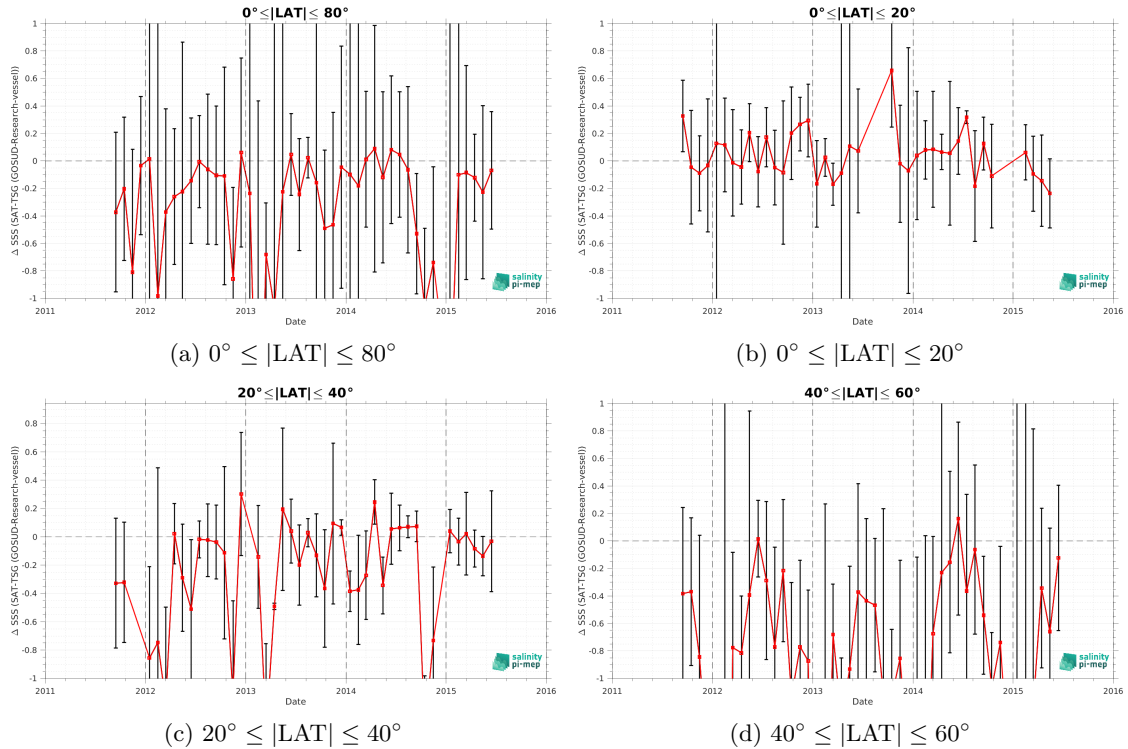 0°≤|LAT|≤ 80°
Δ SSS (SAT-TSG (GOSUD-Research-vessel))
1
0.8
0.6
0.4
0.2
0
-0.2
-0.4
-0.6
-0.8
-1
2011 2012 2013 2014 2015 2016
Date
salinity
pi-mep
(a) 0° ≤ |LAT| ≤ 80°
0°≤|LAT|≤ 20°
Δ SSS (SAT-TSG (GOSUD-Research-vessel))
1
0.8
0.6
0.4
0.2
0
-0.2
-0.4
-0.6
-0.8
-1
2011 2012 2013 2014 2015 2016
Date
salinity
pi-mep
(b) 0° ≤ |LAT| ≤ 20°
20°≤|LAT|≤ 40°
Δ SSS (SAT-TSG (GOSUD-Research-vessel))
0.8
0.6
0.4
0.2
0
-0.2
-0.4
-0.6
-0.8
-1
2011 2012 2013 2014 2015 2016
Date
salinity
pi-mep
(c) 20° ≤ |LAT| ≤ 40°
40°≤|LAT|≤ 60°
Δ SSS (SAT-TSG (GOSUD-Research-vessel))
1
0.8
0.6
0.4
0.2
0
-0.2
-0.4
-0.6
-0.8
-1
2011 2012 2013 2014 2015 2016
Date
salinity
pi-mep
(d) 40° ≤ |LAT| ≤ 60°